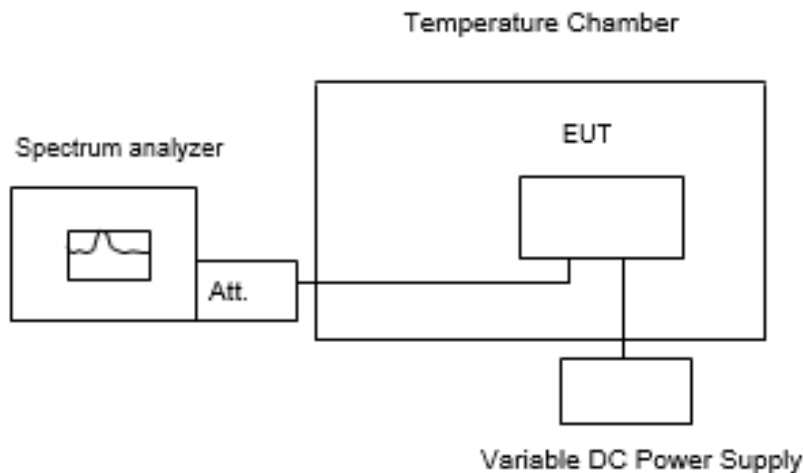 Temperature Chamber
EUT
Spectrum analyzer
Att.
Variable DC Power Supply